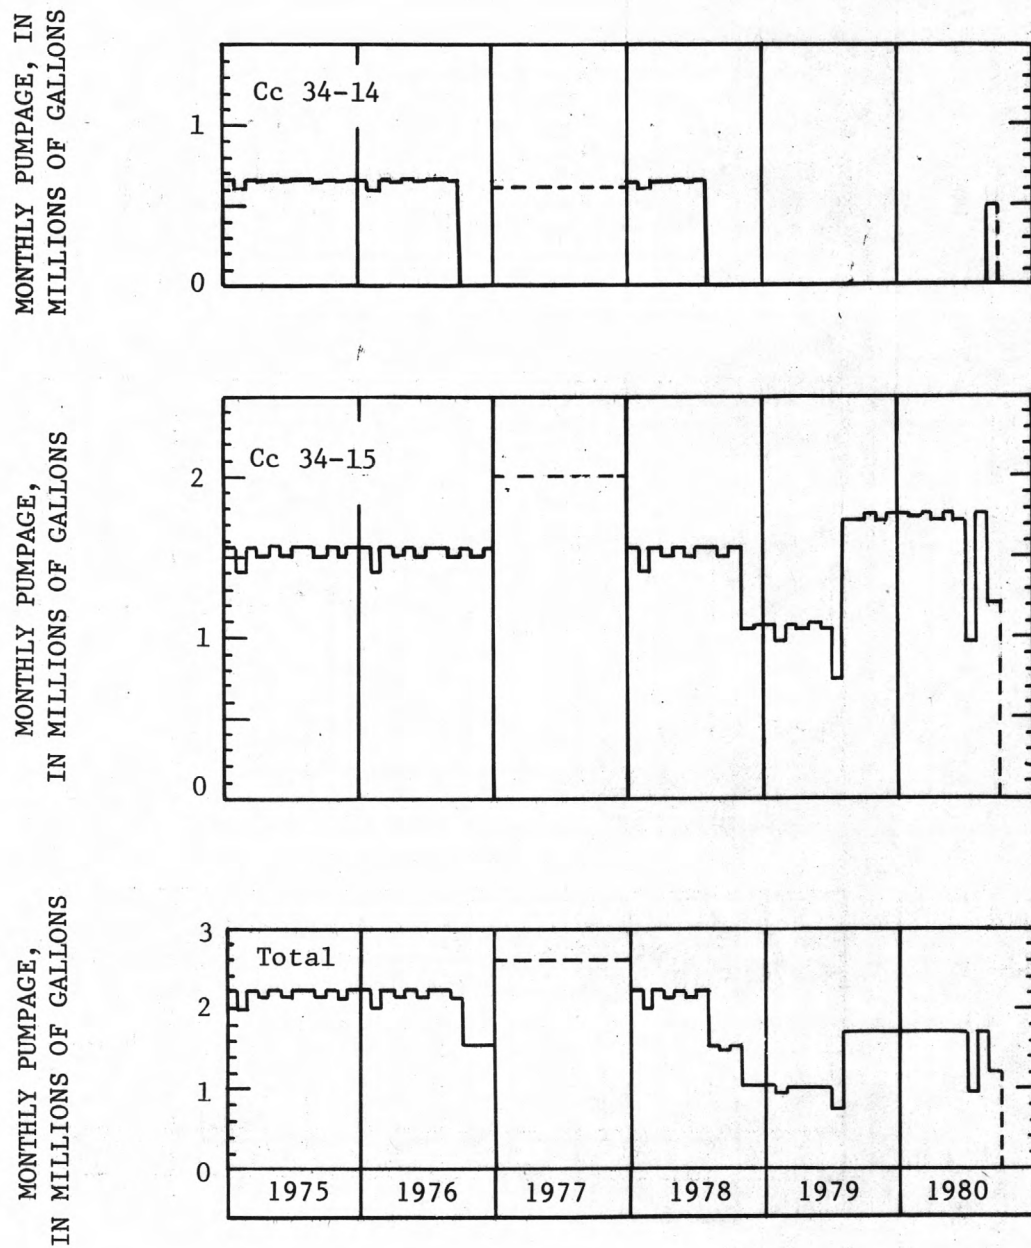 MONTHLY PUMPAGE, IN
MILLIONS OF GALLONS
Cc 34-14
1
0
MONTHLY PUMPAGE,
IN MILLIONS OF GALLONS
Cc 34-15
2
1
0
MONTHLY PUMPAGE,
IN MILLIONS OF GALLONS
Total
3
2
1
0
1975 1976 1977 1978 1979 1980